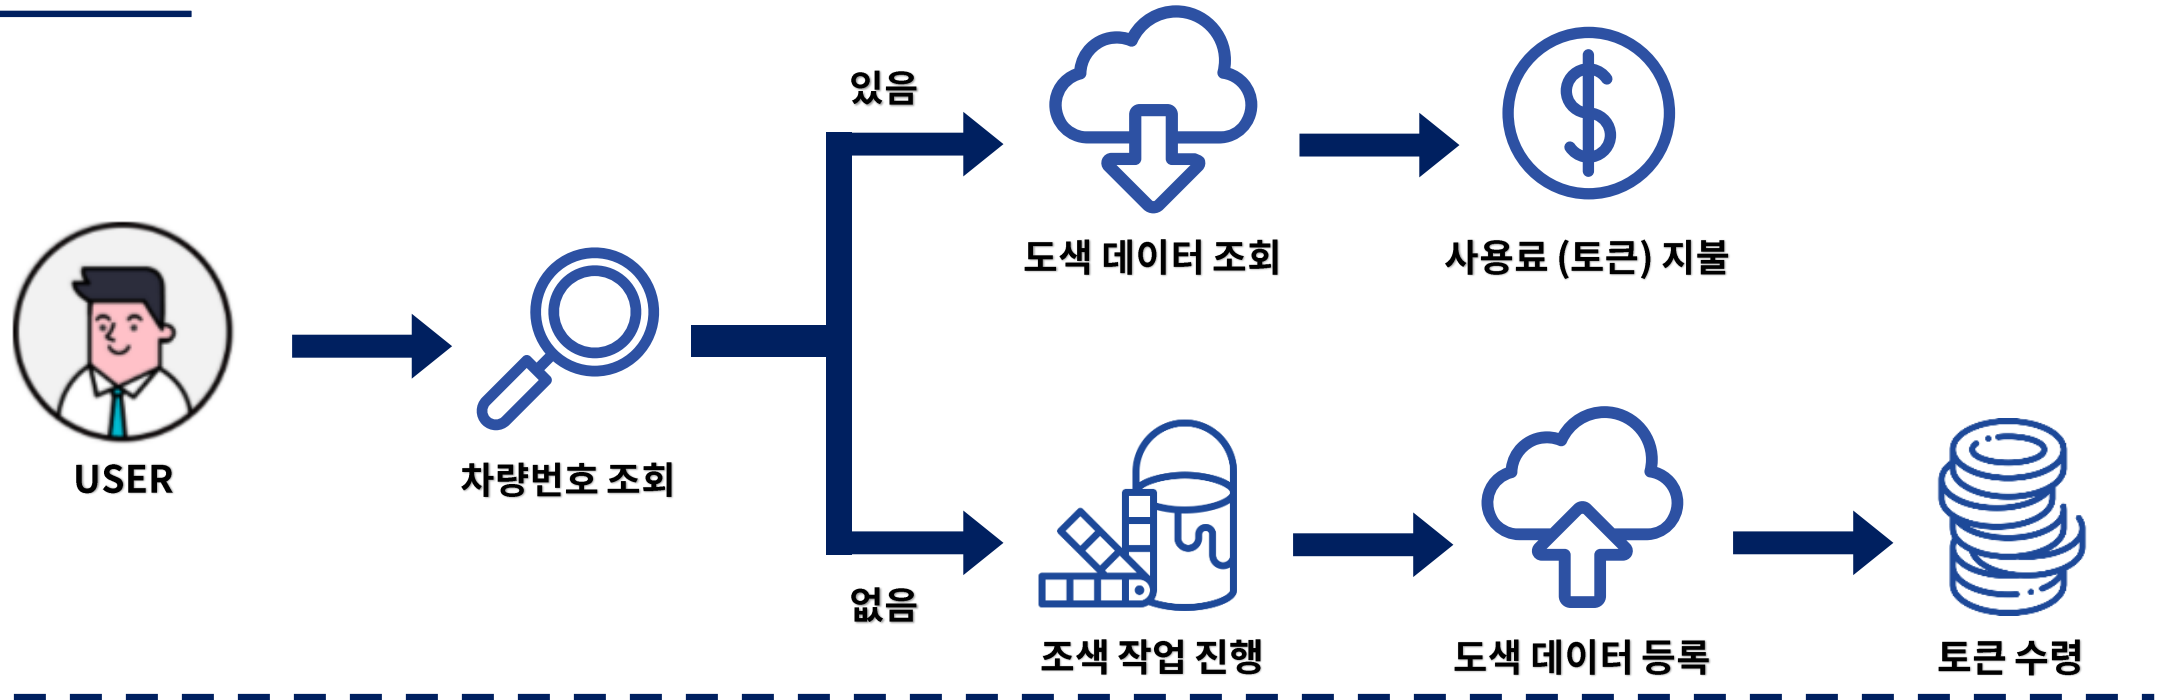 있음
도색 데이터 조회
사용료 (토큰) 지불
USER
차량번호 조회
없음
조색 작업 진행
도색 데이터 등록
토큰 수령